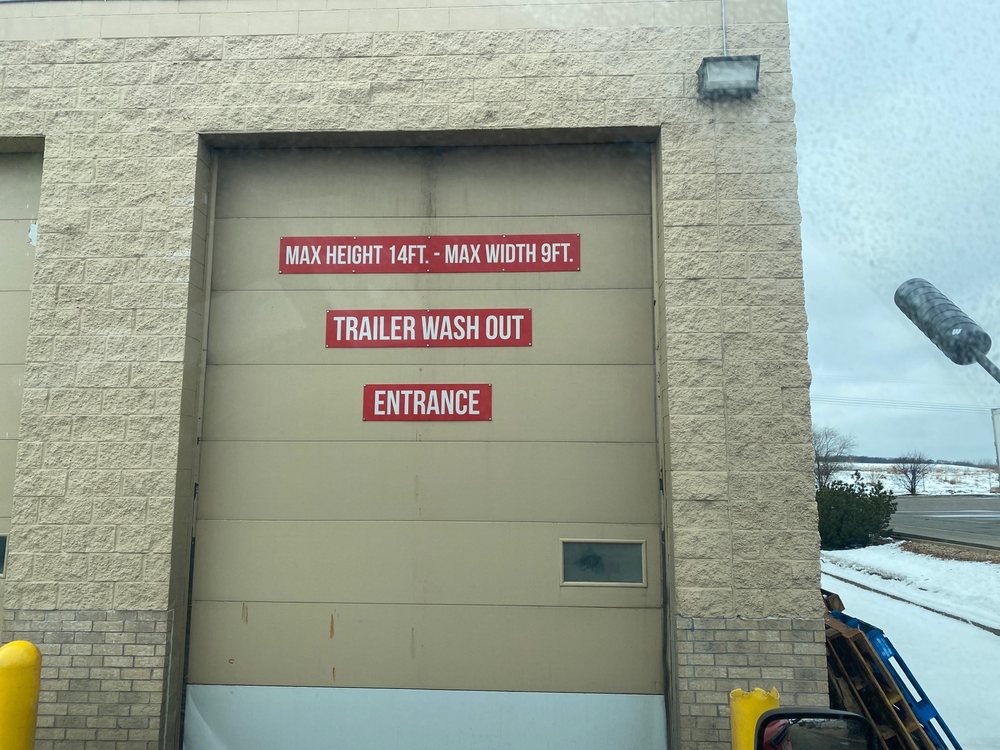 MAX HEIGHT 14FT. - MAX WIDTH 9FT.
TRAILER WASH OUT
ENTRANCE